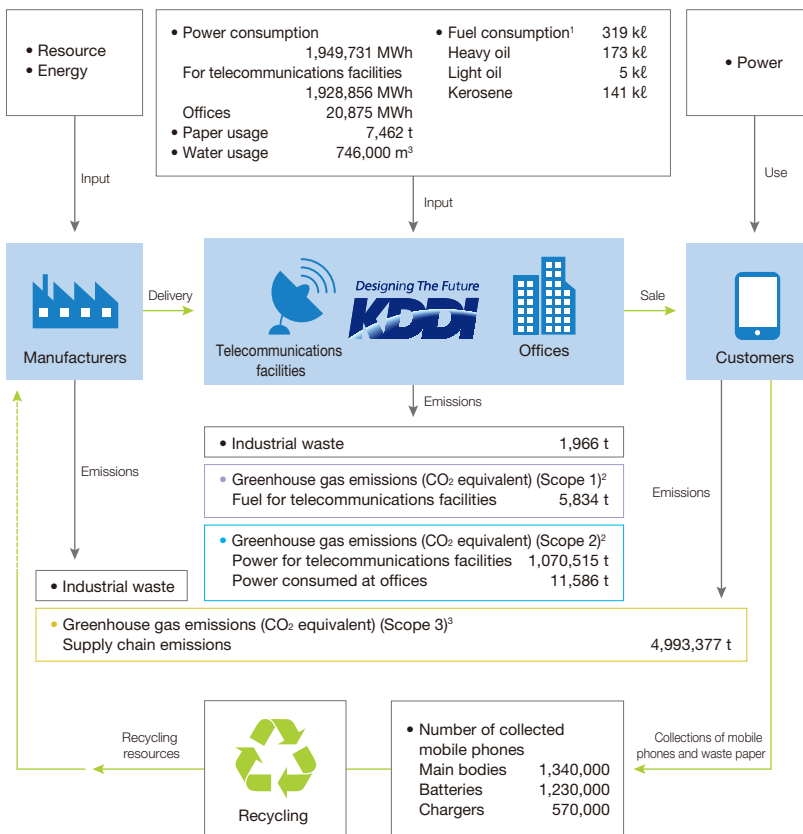 • Resource
• Energy
• Power consumption
1,949,731 MWh
For telecommunications facilities
1,928,856 MWh
Offices 20,875 MWh
• Paper usage 7,462 t
• Water usage 746,000 m³
• Fuel consumption¹ 319 kℓ
Heavy oil 173 kℓ
Light oil 5 kℓ
Kerosene 141 kℓ
• Power
Input
Input
Use
Manufacturers
Delivery
Telecommunications
facilities
Designing The Future
KDDI
Offices
Sale
Customers
Emissions
• Industrial waste 1,966 t
• Greenhouse gas emissions (CO₂ equivalent) (Scope 1)²
Fuel for telecommunications facilities 5,834 t
Emissions
Emissions
• Greenhouse gas emissions (CO₂ equivalent) (Scope 2)²
Power for telecommunications facilities 1,070,515 t
Power consumed at offices 11,586 t
• Industrial waste
• Greenhouse gas emissions (CO₂ equivalent) (Scope 3)³
Supply chain emissions 4,993,377 t
Recycling
resources
Recycling
• Number of collected
mobile phones
Main bodies 1,340,000
Batteries 1,230,000
Chargers 570,000
Collections of mobile
phones and waste paper